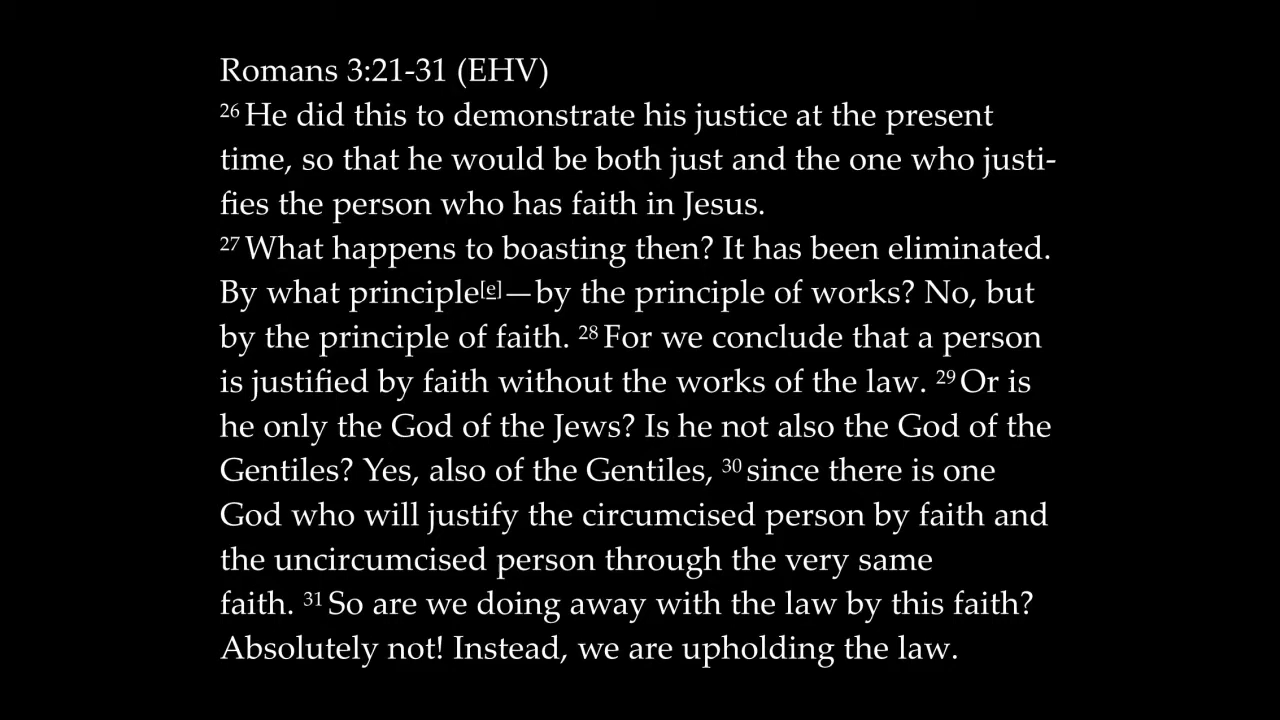 Romans 3:21-31 (EHV)
26 He did this to demonstrate his justice at the present
time, so that he would be both just and the one who justi-
fies the person who has faith in Jesus.
27 What happens to boasting then? It has been eliminated.
By what principle[e]—by the principle of works? No, but
by the principle of faith. 28 For we conclude that a person
is justified by faith without the works of the law. 29 Or is
he only the God of the Jews? Is he not also the God of the
Gentiles? Yes, also of the Gentiles, 30 since there is one
God who will justify the circumcised person by faith and
the uncircumcised person through the very same
faith. 31 So are we doing away with the law by this faith?
Absolutely not! Instead, we are upholding the law.